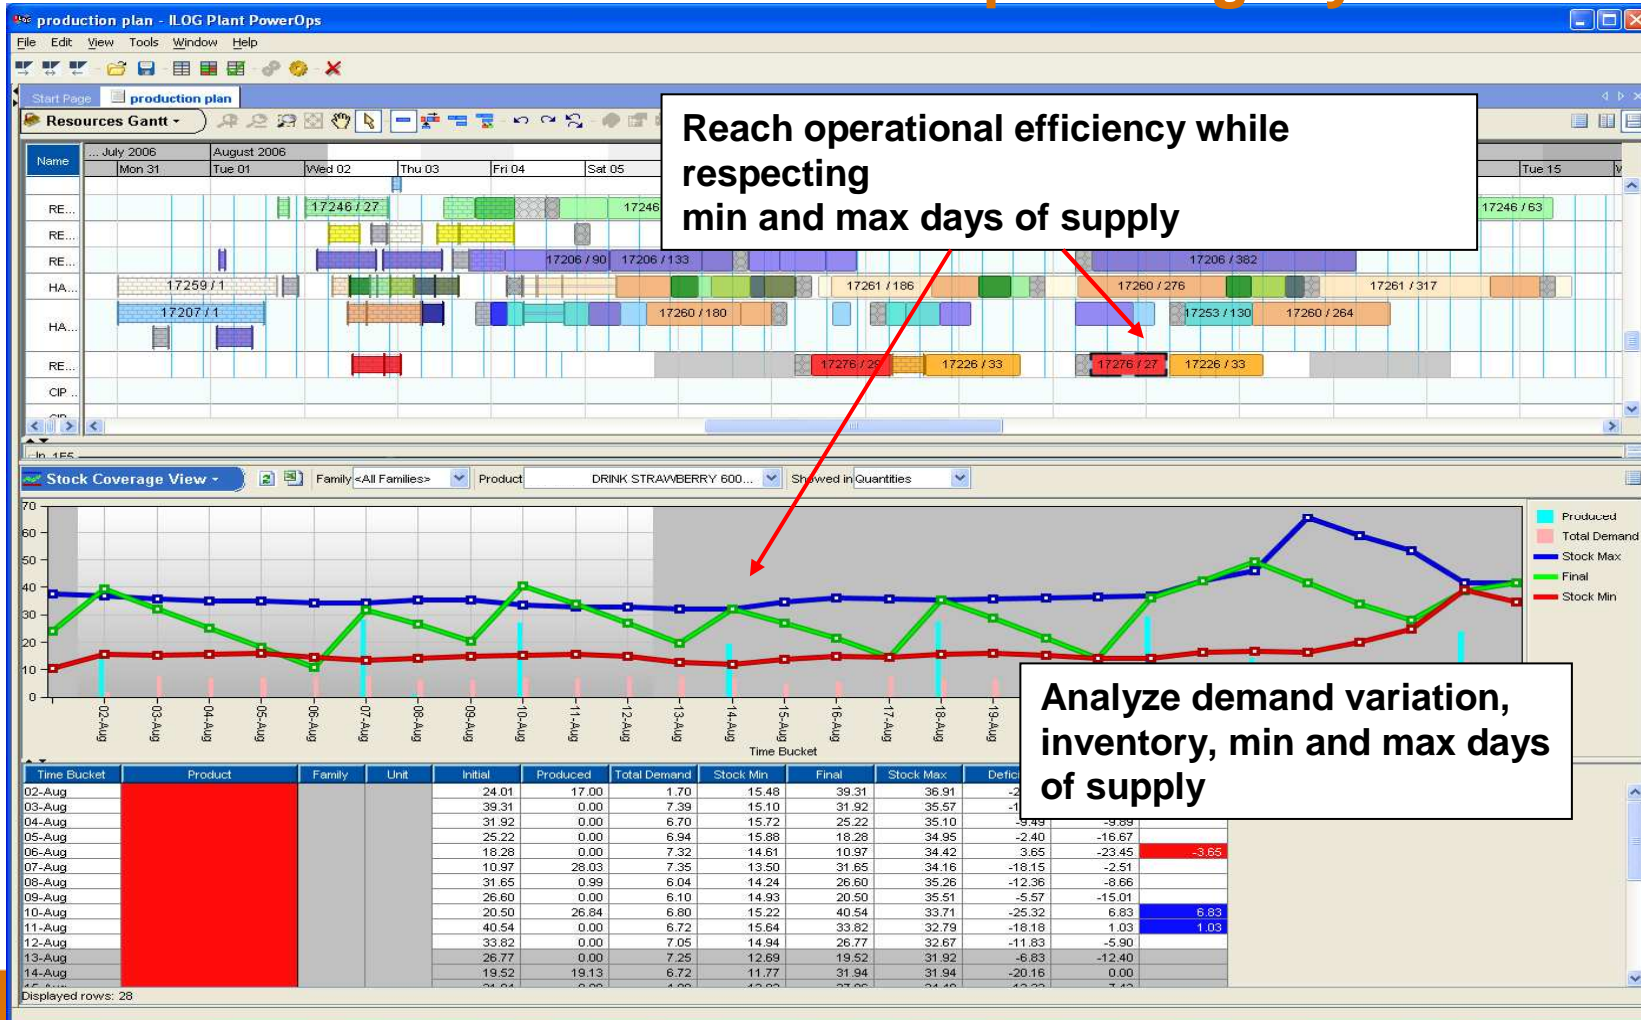 production plan - ILOG Plant PowerOps
File Edit View Tools Window Help
Start Page production plan
Resources Gantt
Reach operational efficiency while
respecting
min and max days of supply
Name ... July 2006 August 2006
Mon 31 Tue 01 Wed 02 Thu 03 Fri 04 Sat 05 Tue 15
RE... 17246 / 27 17246 17246 / 63
RE...
RE... 17206 / 90 17206 / 133 17206 / 382
HA... 17259 / 1 17261 / 186 17260 / 276 17261 / 317
HA... 17207 / 1 17260 / 180 17253 / 130 17260 / 264
RE... 17276 / 29 17226 / 33 17276 / 27 17226 / 33
CIP ..
Stock Coverage View Family <All Families> Product DRINK STRAWBERRY 600... Showed in Quantities
70
60
50
40
30
20
10
0
Produced
Total Demand
Stock Max
Final
Stock Min
02-Aug 03-Aug 04-Aug 05-Aug 06-Aug 07-Aug 08-Aug 09-Aug 10-Aug 11-Aug 12-Aug 13-Aug 14-Aug 15-Aug 16-Aug 17-Aug 18-Aug 19-Aug
Time Bucket
Analyze demand variation,
inventory, min and max days
of supply
Time Bucket Product Family Unit Initial Produced Total Demand Stock Min Final Stock Max Defic
02-Aug 24.01 17.00 1.70 15.48 39.31 36.91 -2
03-Aug 39.31 0.00 7.39 15.10 31.92 35.57 -1
04-Aug 31.92 0.00 6.70 15.72 25.22 35.10 -9.49 -9.89
05-Aug 25.22 0.00 6.94 15.88 18.28 34.95 -2.40 -16.67
06-Aug 18.28 0.00 7.32 14.61 10.97 34.42 3.65 -23.45 -3.65
07-Aug 10.97 28.03 7.35 13.50 31.65 34.16 -18.15 -2.51
08-Aug 31.65 0.99 6.04 14.24 26.60 35.26 -12.36 -8.66
09-Aug 26.60 0.00 6.10 14.93 20.50 35.51 -5.57 -15.01
10-Aug 20.50 26.84 6.80 15.22 40.54 33.71 -25.32 6.83 6.83
11-Aug 40.54 0.00 6.72 15.64 33.82 32.79 -18.18 1.03 1.03
12-Aug 33.82 0.00 7.05 14.94 26.77 32.67 -11.83 -5.90
13-Aug 26.77 0.00 7.25 12.69 19.52 31.92 -6.83 -12.40
14-Aug 19.52 19.13 6.72 11.77 31.94 31.94 -20.16 0.00
Displayed rows: 28